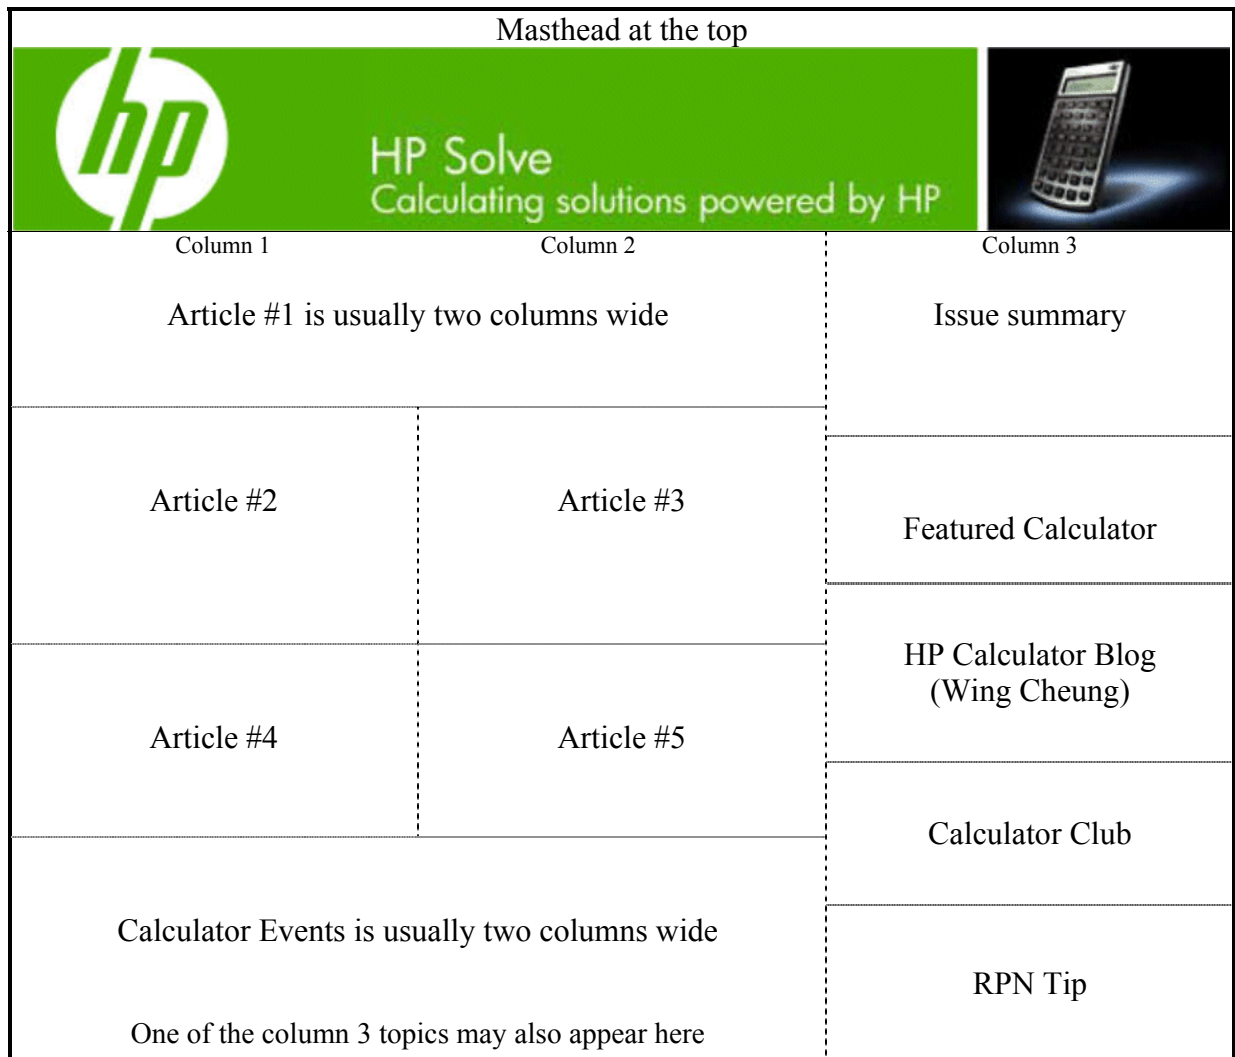 Masthead at the top
hp
HP Solve
Calculating solutions powered by HP
Column 1
Column 2
Column 3
Article #1 is usually two columns wide
Issue summary
Article #2
Article #3
Featured Calculator
HP Calculator Blog
(Wing Cheung)
Article #4
Article #5
Calculator Club
Calculator Events is usually two columns wide
RPN Tip
One of the column 3 topics may also appear here